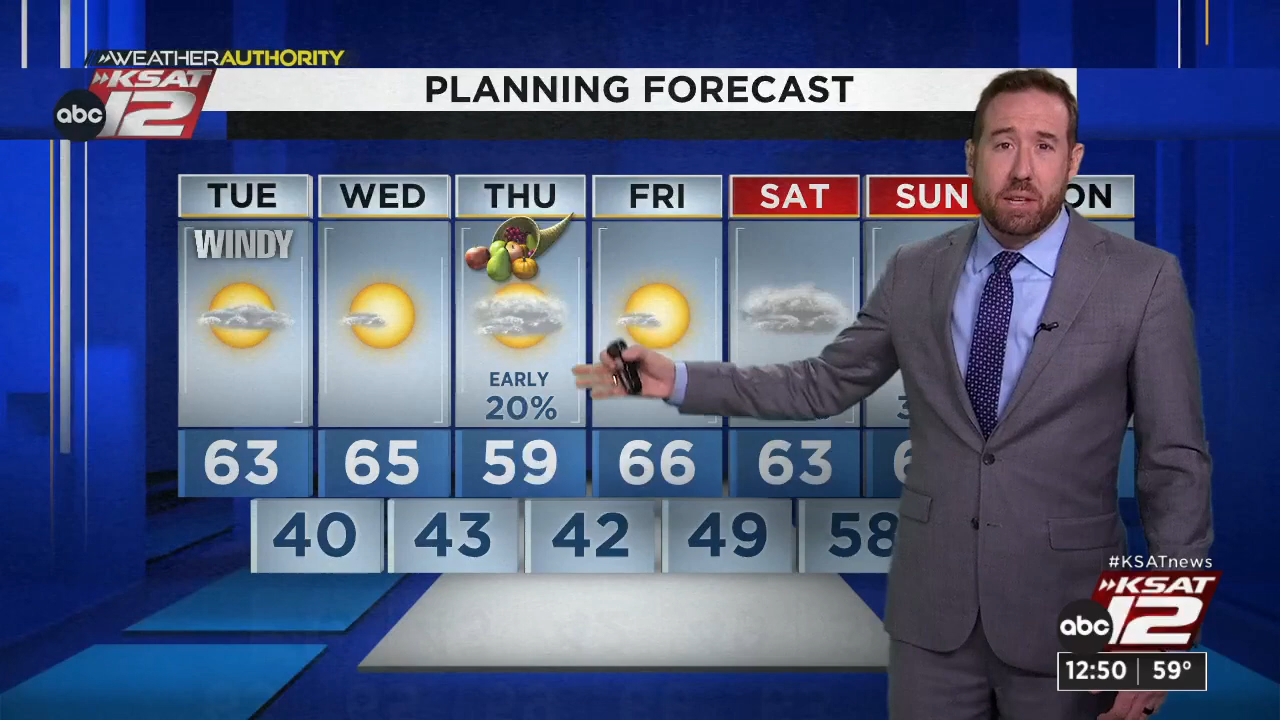 WEATHERAUTHORITY
KSAT
abc 12
PLANNING FORECAST
TUE WED THU FRI SAT SUN ON
WINDY
EARLY
20%
63 65 59 66 63
40 43 42 49 58
#KSATnews
KSAT
abc 12
12:50 59°